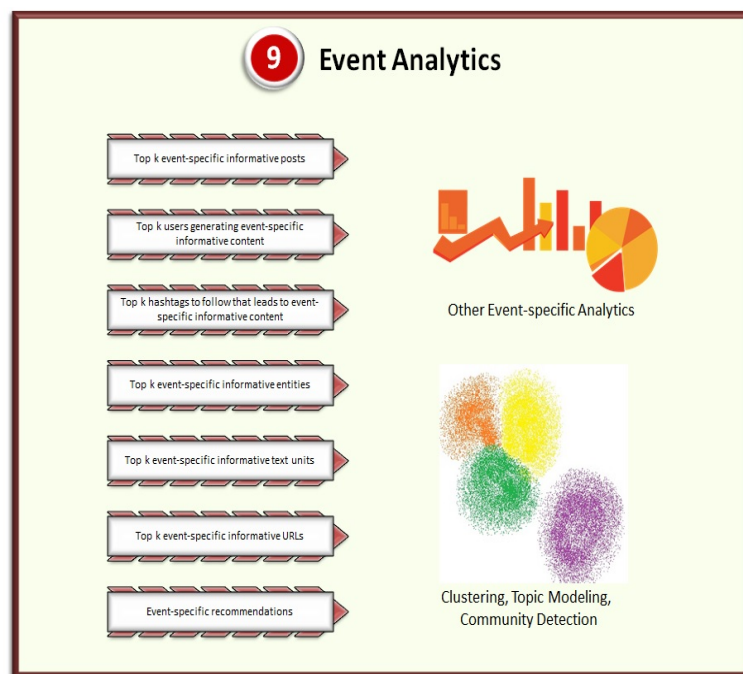 9 Event Analytics
Top k event-specific informative posts
Top k users generating event-specific
informative content
Top k hashtags to follow that leads to event-
specific informative content
Top k event-specific informative entities
Top k event-specific informative text units
Top k event-specific informative URLs
Event-specific recommendations
Other Event-specific Analytics
Clustering, Topic Modeling,
Community Detection